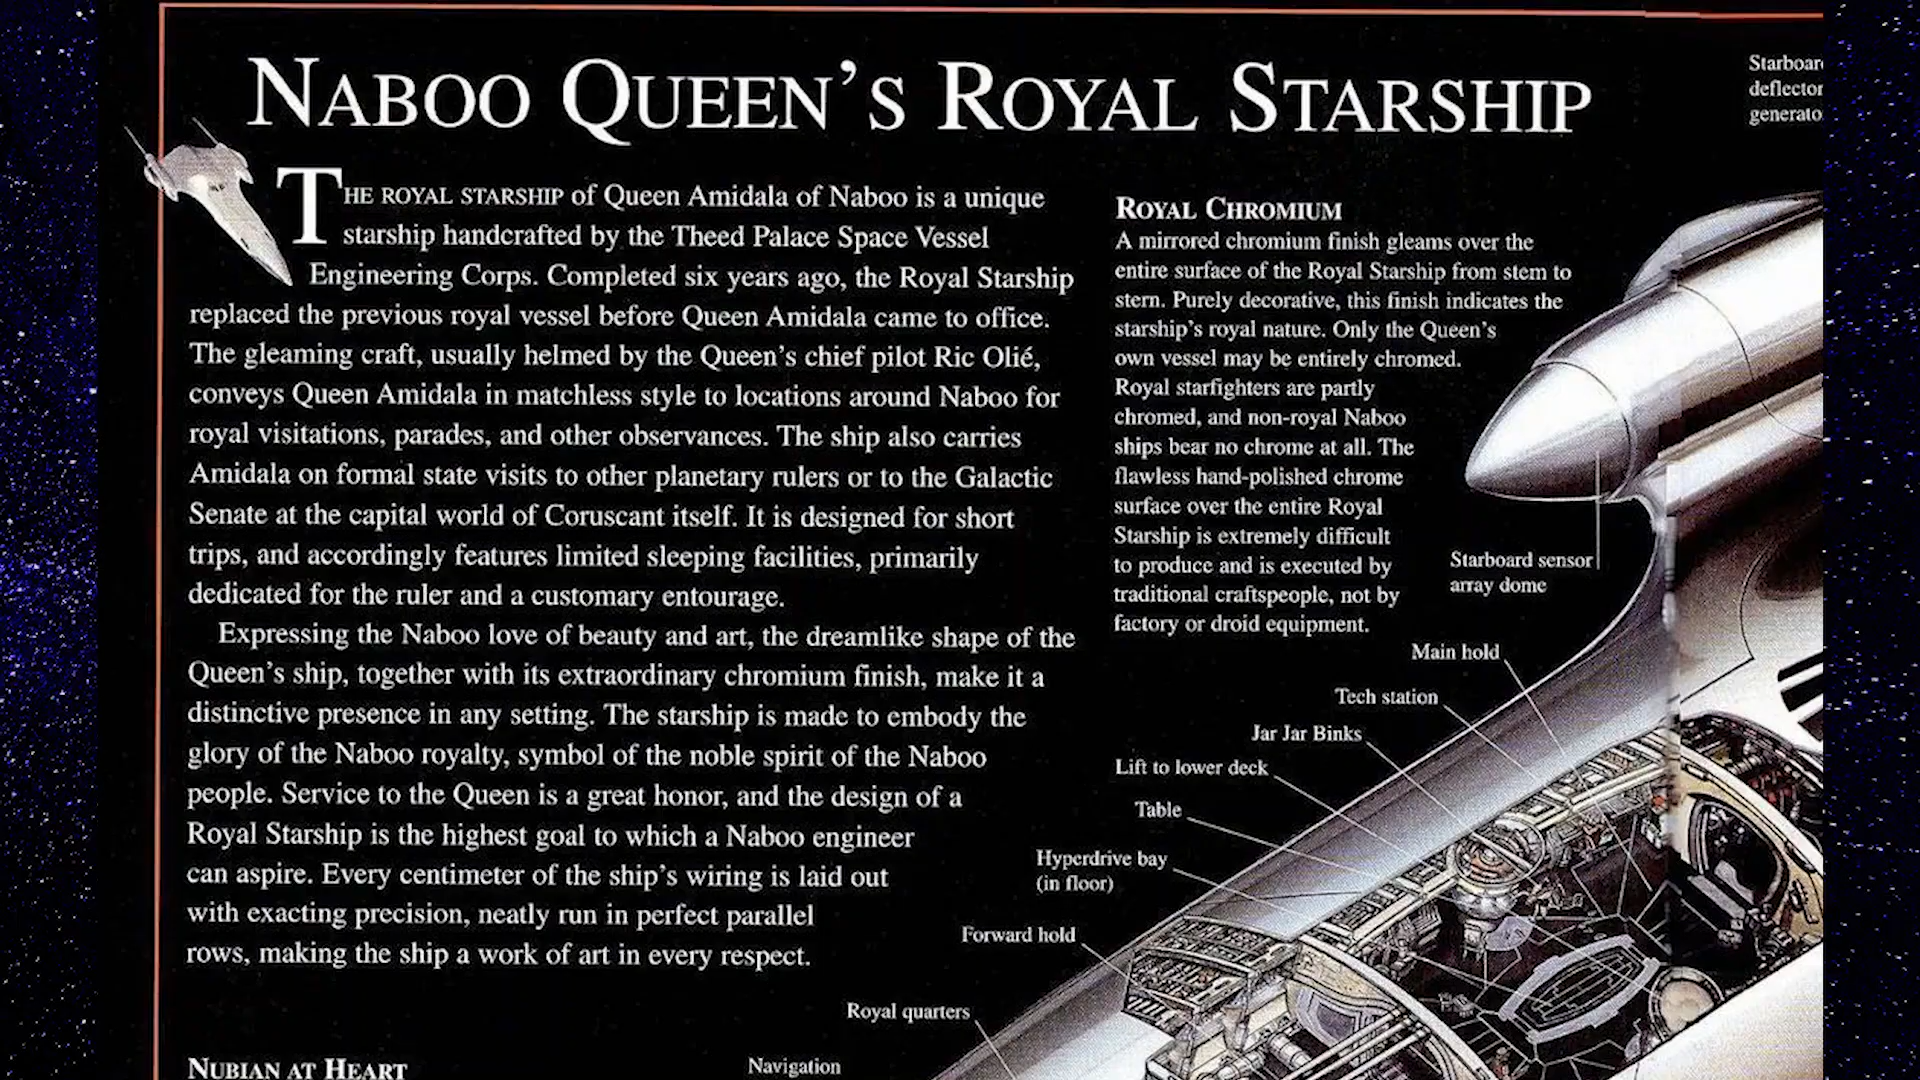 NABOO QUEEN'S ROYAL STARSHIP
THE ROYAL STARSHIP of Queen Amidala of Naboo is a unique
starship handcrafted by the Theed Palace Space Vessel
Engineering Corps. Completed six years ago, the Royal Starship
replaced the previous royal vessel before Queen Amidala came to office.
The gleaming craft, usually helmed by the Queen's chief pilot Ric Olié,
conveys Queen Amidala in matchless style to locations around Naboo for
royal visitations, parades, and other observances. The ship also carries
Amidala on formal state visits to other planetary rulers or to the Galactic
Senate at the capital world of Coruscant itself. It is designed for short
trips, and accordingly features limited sleeping facilities, primarily
dedicated for the ruler and a customary entourage.
Expressing the Naboo love of beauty and art, the dreamlike shape of the
Queen's ship, together with its extraordinary chromium finish, make it a
distinctive presence in any setting. The starship is made to embody the
glory of the Naboo royalty, symbol of the noble spirit of the Naboo
people. Service to the Queen is a great honor, and the design of a
Royal Starship is the highest goal to which a Naboo engineer
can aspire. Every centimeter of the ship's wiring is laid out
with exacting precision, neatly run in perfect parallel
rows, making the ship a work of art in every respect.
NUBIAN AT HEART
ROYAL CHROMIUM
A mirrored chromium finish gleams over the
entire surface of the Royal Starship from stem to
stern. Purely decorative, this finish indicates the
starship's royal nature. Only the Queen's
own vessel may be entirely chromed.
Royal starfighters are partly
chromed, and non-royal Naboo
ships bear no chrome at all. The
flawless hand-polished chrome
surface over the entire Royal
Starship is extremely difficult
to produce and is executed by
traditional craftspeople, not by
factory or droid equipment.
Starboar
deflector
generato
Starboard sensor
array dome
Main hold
Tech station
Jar Jar Binks
Lift to lower deck
Table
Hyperdrive bay
(in floor)
Forward hold
Royal quarters
Navigation